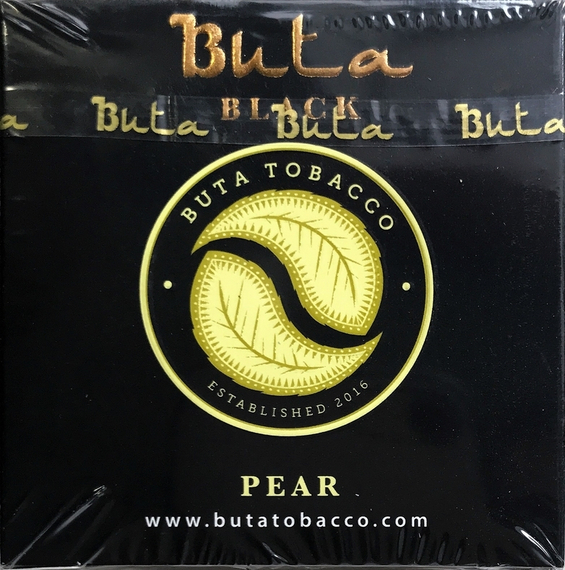 Buta
BLACK
a Buta Buta Buta
BUTA TOBACCO
ESTABLISHED 2016
PEAR
www.butatobacco.com